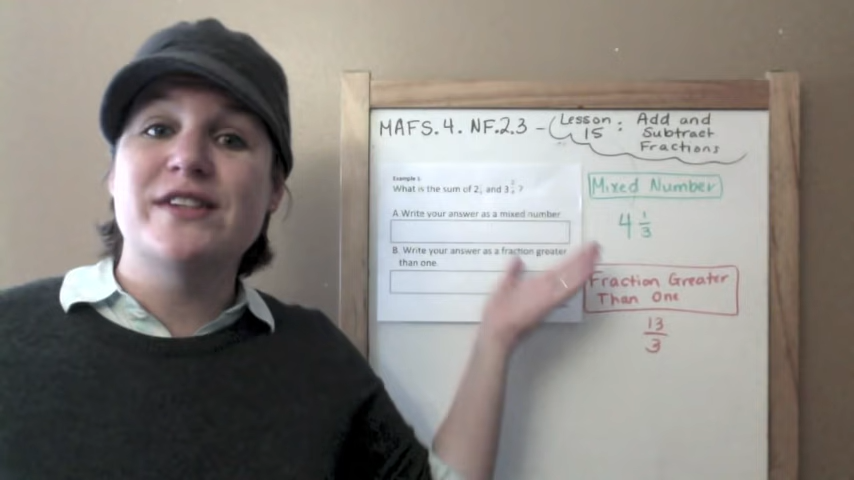 MAFS.4.NF.2.3 - Lesson 15: Add and Subtract Fractions
Example 1
What is the sum of 2 and 3 ?
A Write your answer as a mixed number
B. Write your answer as a fraction greater
than one.
Mixed Number
4 1/3
Fraction Greater
Than One
13/3